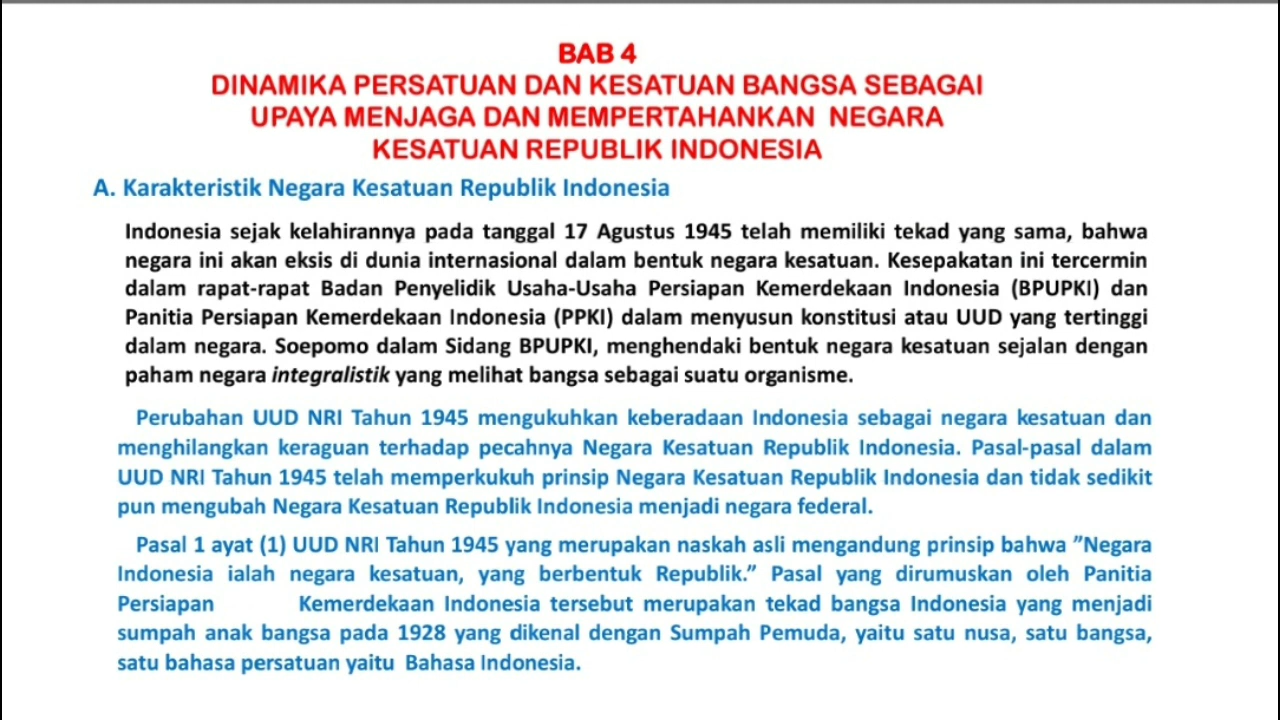 BAB 4
DINAMIKA PERSATUAN DAN KESATUAN BANGSA SEBAGAI
UPAYA MENJAGA DAN MEMPERTAHANKAN NEGARA
KESATUAN REPUBLIK INDONESIA
A. Karakteristik Negara Kesatuan Republik Indonesia
Indonesia sejak kelahirannya pada tanggal 17 Agustus 1945 telah memiliki tekad yang sama, bahwa
negara ini akan eksis di dunia internasional dalam bentuk negara kesatuan. Kesepakatan ini tercermin
dalam rapat-rapat Badan Penyelidik Usaha-Usaha Persiapan Kemerdekaan Indonesia (BPUPKI) dan
Panitia Persiapan Kemerdekaan Indonesia (PPKI) dalam menyusun konstitusi atau UUD yang tertinggi
dalam negara. Soepomo dalam Sidang BPUPKI, menghendaki bentuk negara kesatuan sejalan dengan
paham negara integralistik yang melihat bangsa sebagai suatu organisme.
Perubahan UUD NRI Tahun 1945 mengukuhkan keberadaan Indonesia sebagai negara kesatuan dan
menghilangkan keraguan terhadap pecahnya Negara Kesatuan Republik Indonesia. Pasal-pasal dalam
UUD NRI Tahun 1945 telah memperkukuh prinsip Negara Kesatuan Republik Indonesia dan tidak sedikit
pun mengubah Negara Kesatuan Republik Indonesia menjadi negara federal.
Pasal 1 ayat (1) UUD NRI Tahun 1945 yang merupakan naskah asli mengandung prinsip bahwa ”Negara
Indonesia ialah negara kesatuan, yang berbentuk Republik.” Pasal yang dirumuskan oleh Panitia
Persiapan Kemerdekaan Indonesia tersebut merupakan tekad bangsa Indonesia yang menjadi
sumpah anak bangsa pada 1928 yang dikenal dengan Sumpah Pemuda, yaitu satu nusa, satu bangsa,
satu bahasa persatuan yaitu Bahasa Indonesia.